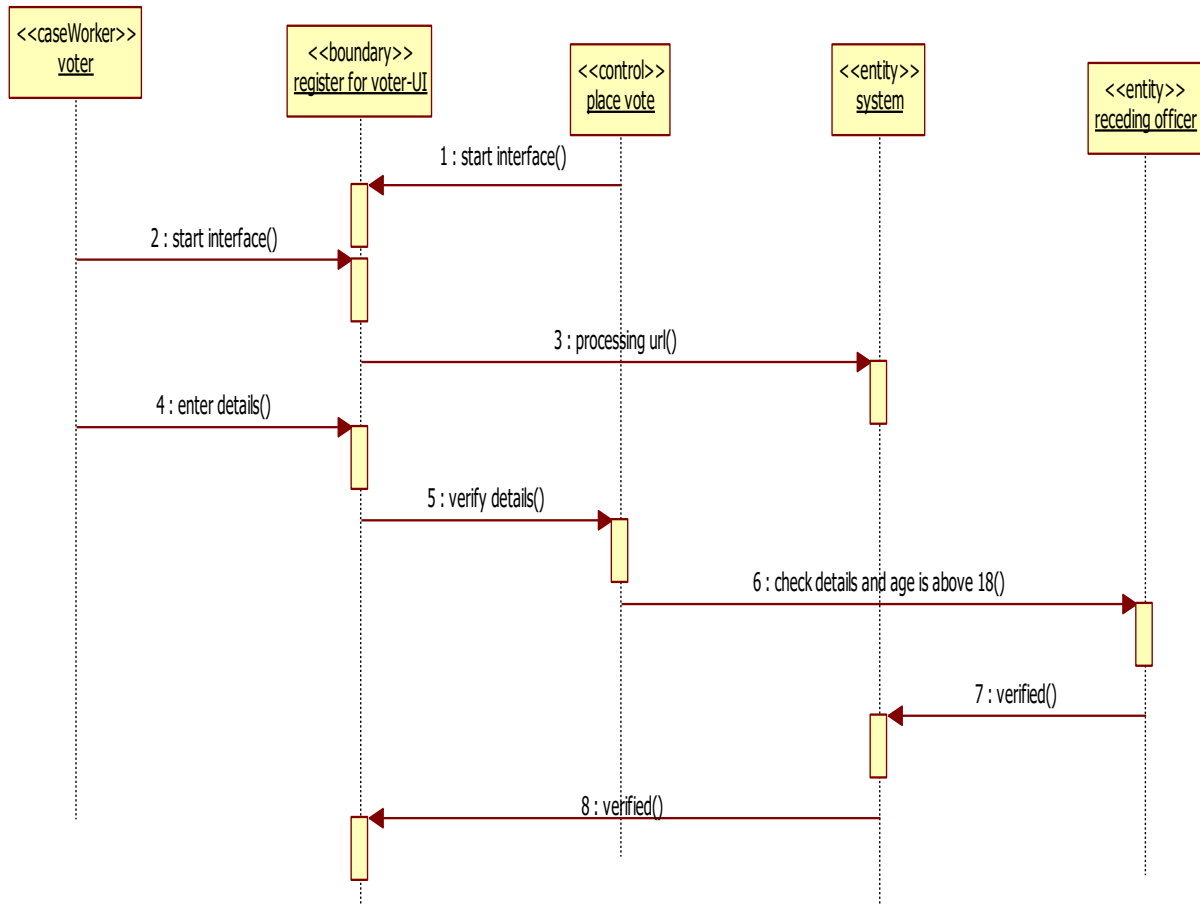 <<caseWorker>>
voter
<<boundary>>
register for voter-UI
<<control>>
place vote
<<entity>>
system
<<entity>>
receding officer
1 : start interface()
2 : start interface()
3 : processing url()
4 : enter details()
5 : verify details()
6 : check details and age is above 18()
7 : verified()
8 : verified()